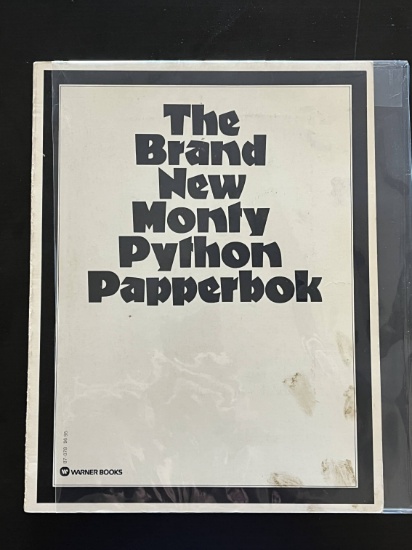 The
Brand
New
Monty
Python
Papperbok
WARNER BOOKS